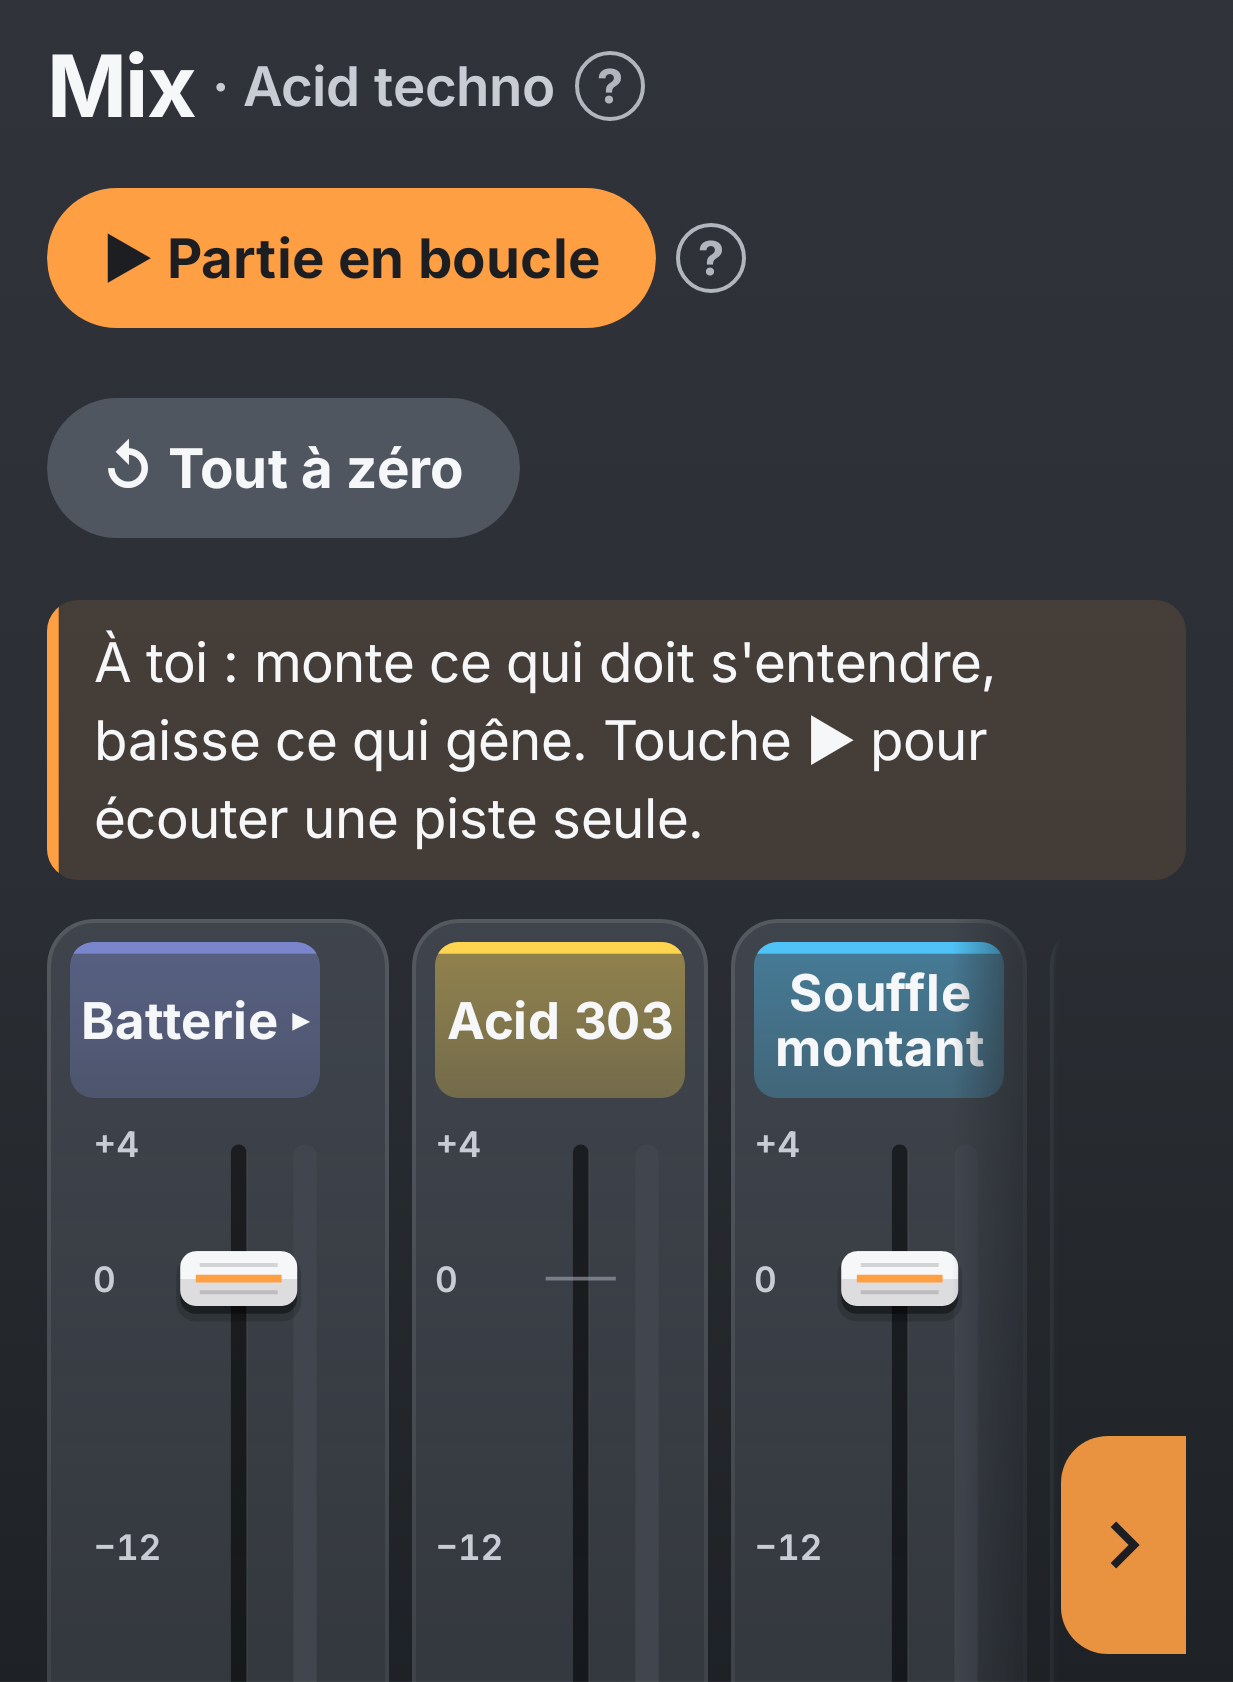 Mix · Acid techno ?
▶ Partie en boucle ?
Tout à zéro
À toi : monte ce qui doit s'entendre,
baisse ce qui gêne. Touche ▶ pour
écouter une piste seule.
Batterie ▸
Acid 303
Souffle
montant
+4 +4 +4
0 0 0
−12 −12 −12